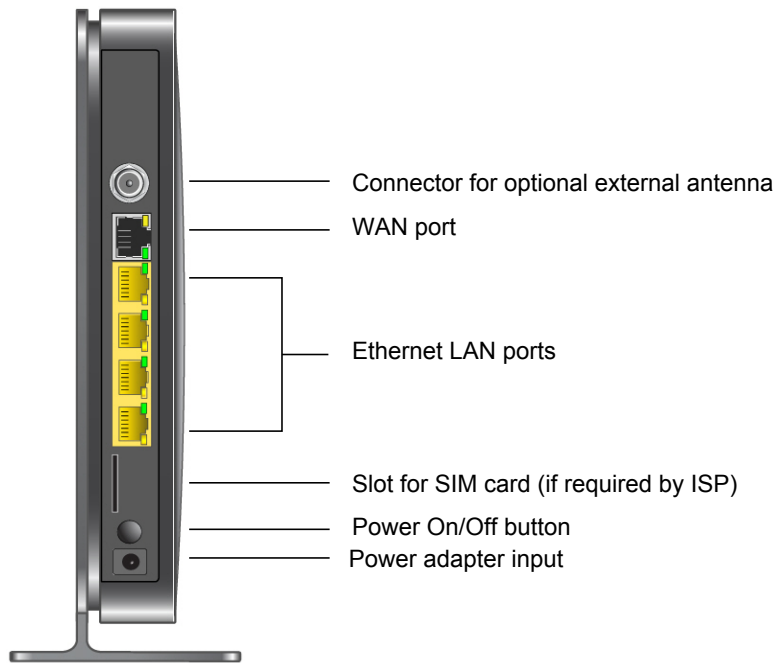 Connector for optional external antenna
WAN port
Ethernet LAN ports
Slot for SIM card (if required by ISP)
Power On/Off button
Power adapter input